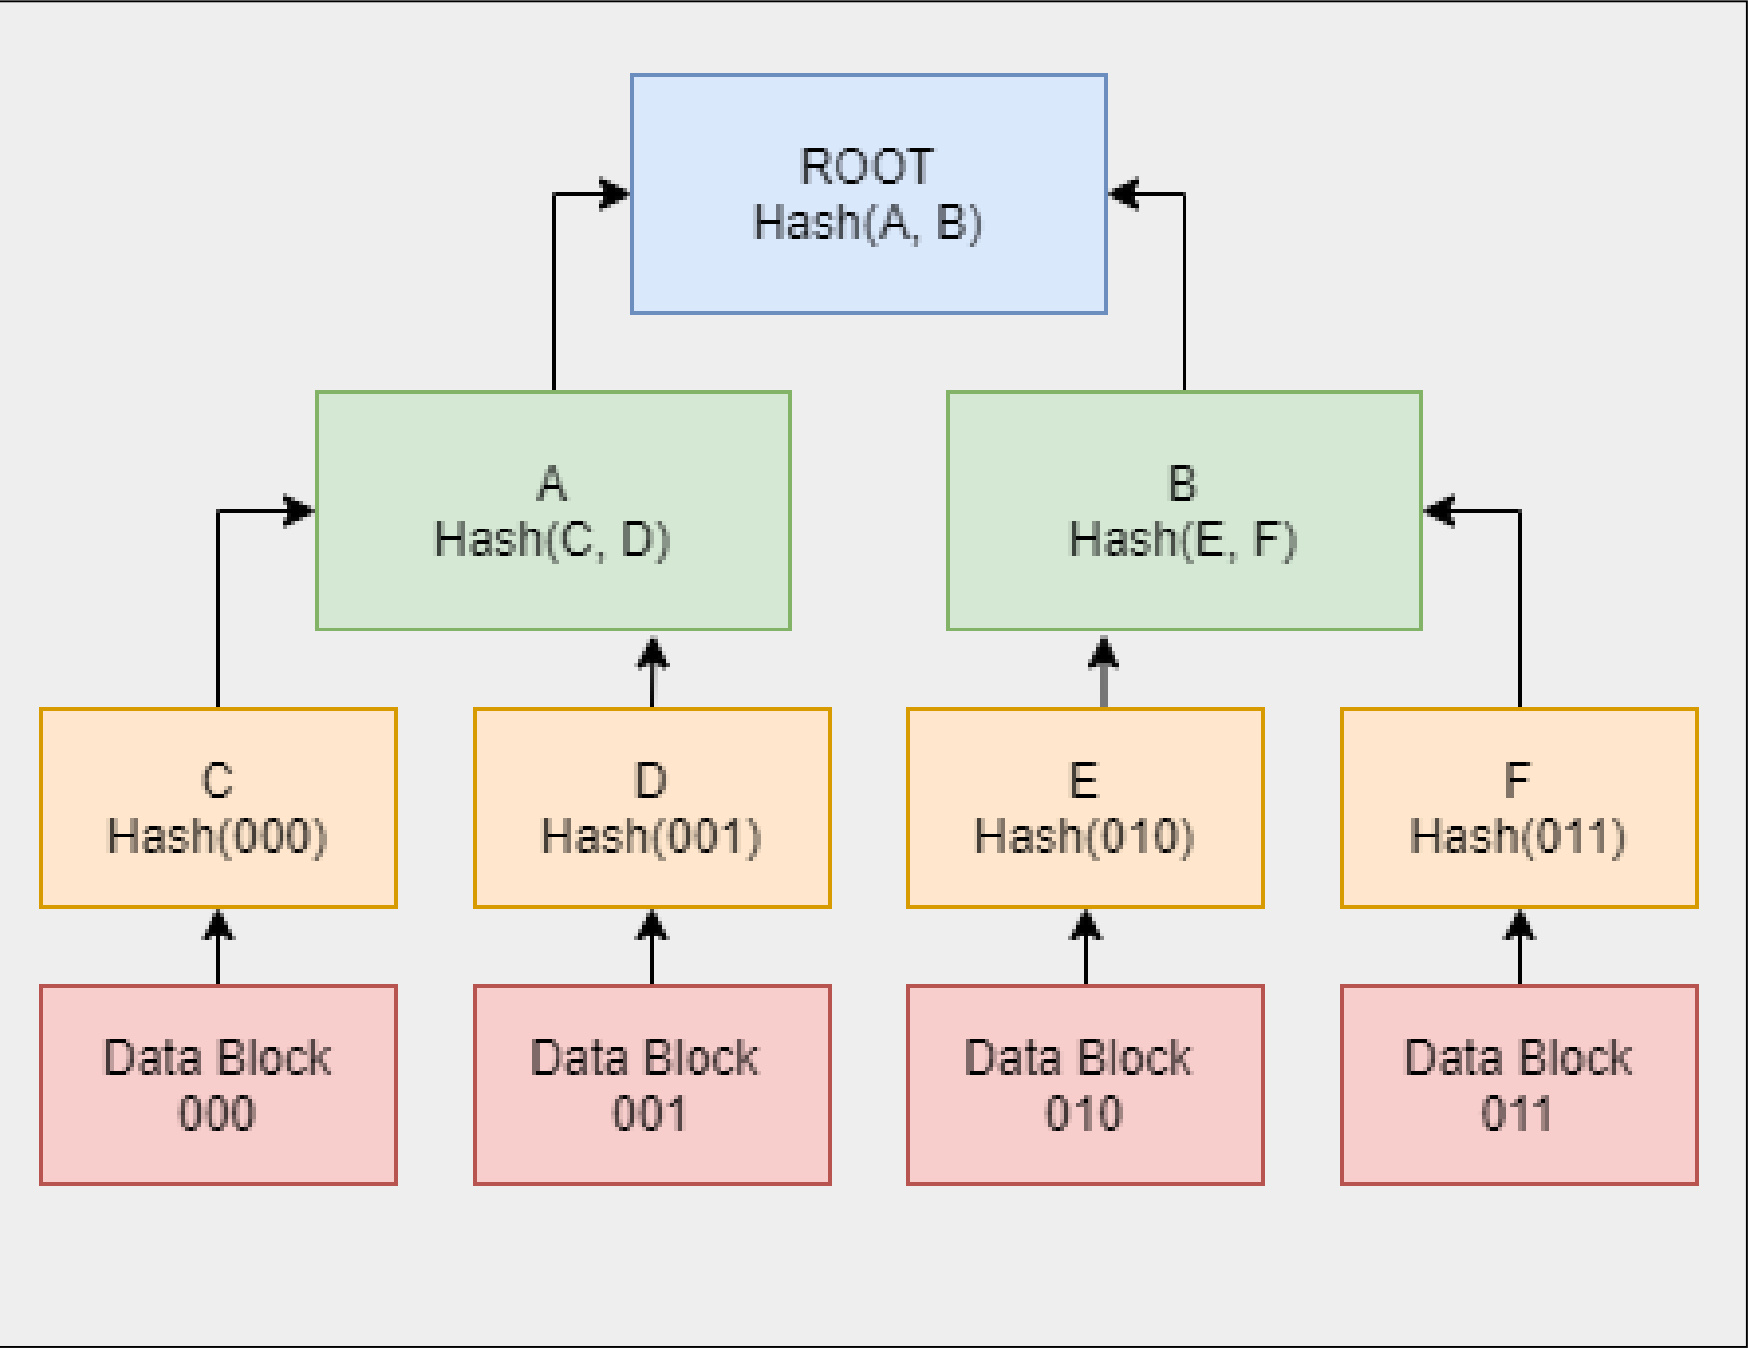 ROOT
Hash(A, B)
A
Hash(C, D)
B
Hash(E, F)
C
Hash(000)
D
Hash(001)
E
Hash(010)
F
Hash(011)
Data Block
000
Data Block
001
Data Block
010
Data Block
011